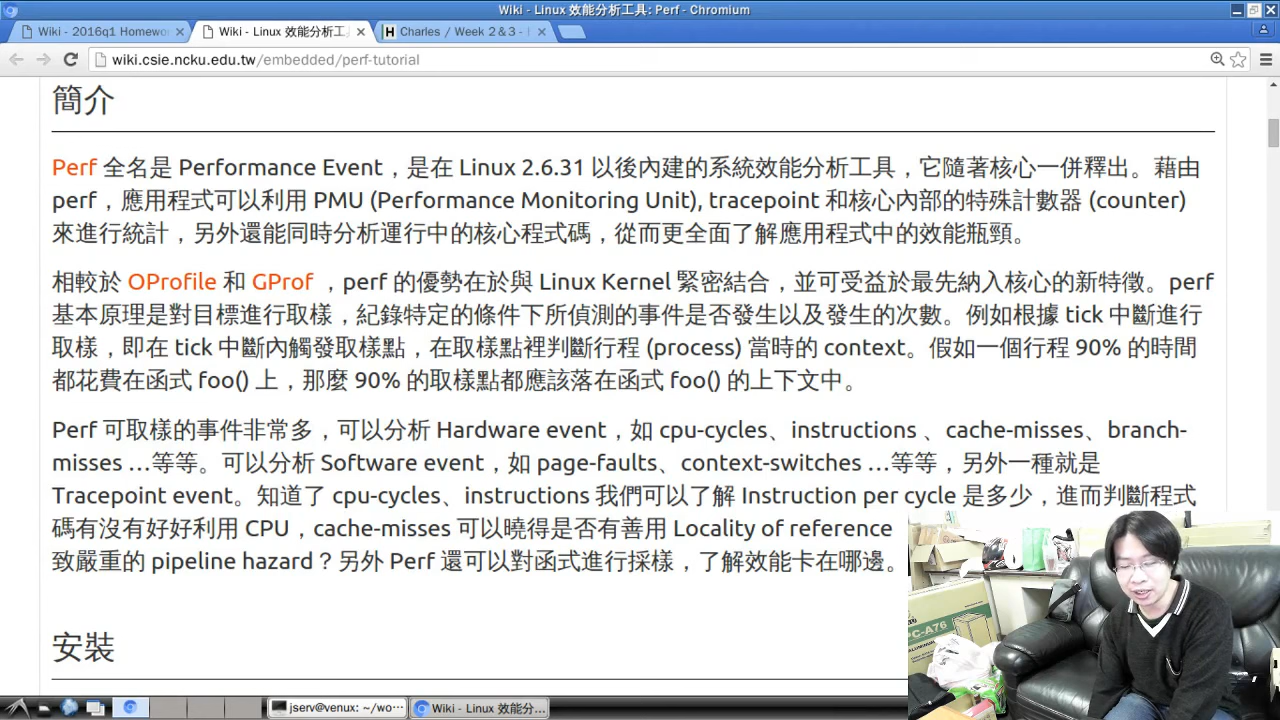 Wiki - Linux 效能分析工具: Perf - Chromium
Wiki - 2016q1 Homewo
Wiki - Linux 效能分析工
Charles / Week 2&3 -
wiki.csie.ncku.edu.tw/embedded/perf-tutorial
簡介
Perf 全名是 Performance Event，是在 Linux 2.6.31 以後內建的系統效能分析工具，它隨著核心一併釋出。藉由
perf，應用程式可以利用 PMU (Performance Monitoring Unit), tracepoint 和核心內部的特殊計數器 (counter)
來進行統計，另外還能同時分析運行中的核心程式碼，從而更全面了解應用程式中的效能瓶頸。
相較於 OProfile 和 GProf ，perf 的優勢在於與 Linux Kernel 緊密結合，並可受益於最先納入核心的新特徵。perf
基本原理是對目標進行取樣，紀錄特定的條件下所偵測的事件是否發生以及發生的次數。例如根據 tick 中斷進行
取樣，即在 tick 中斷內觸發取樣點，在取樣點裡判斷行程 (process) 當時的 context。假如一個行程 90% 的時間
都花費在函式 foo() 上，那麼 90% 的取樣點都應該落在函式 foo() 的上下文中。
Perf 可取樣的事件非常多，可以分析 Hardware event，如 cpu-cycles、instructions 、cache-misses、branch-
misses …等等。可以分析 Software event，如 page-faults、context-switches …等等，另外一種就是
Tracepoint event。知道了 cpu-cycles、instructions 我們可以了解 Instruction per cycle 是多少，進而判斷程式
碼有沒有好好利用 CPU，cache-misses 可以曉得是否有善用 Locality of reference
致嚴重的 pipeline hazard？另外 Perf 還可以對函式進行採樣，了解效能卡在哪邊。
PC-A76
安裝
jserv@venux: ~/wo…
Wiki - Linux 效能分…